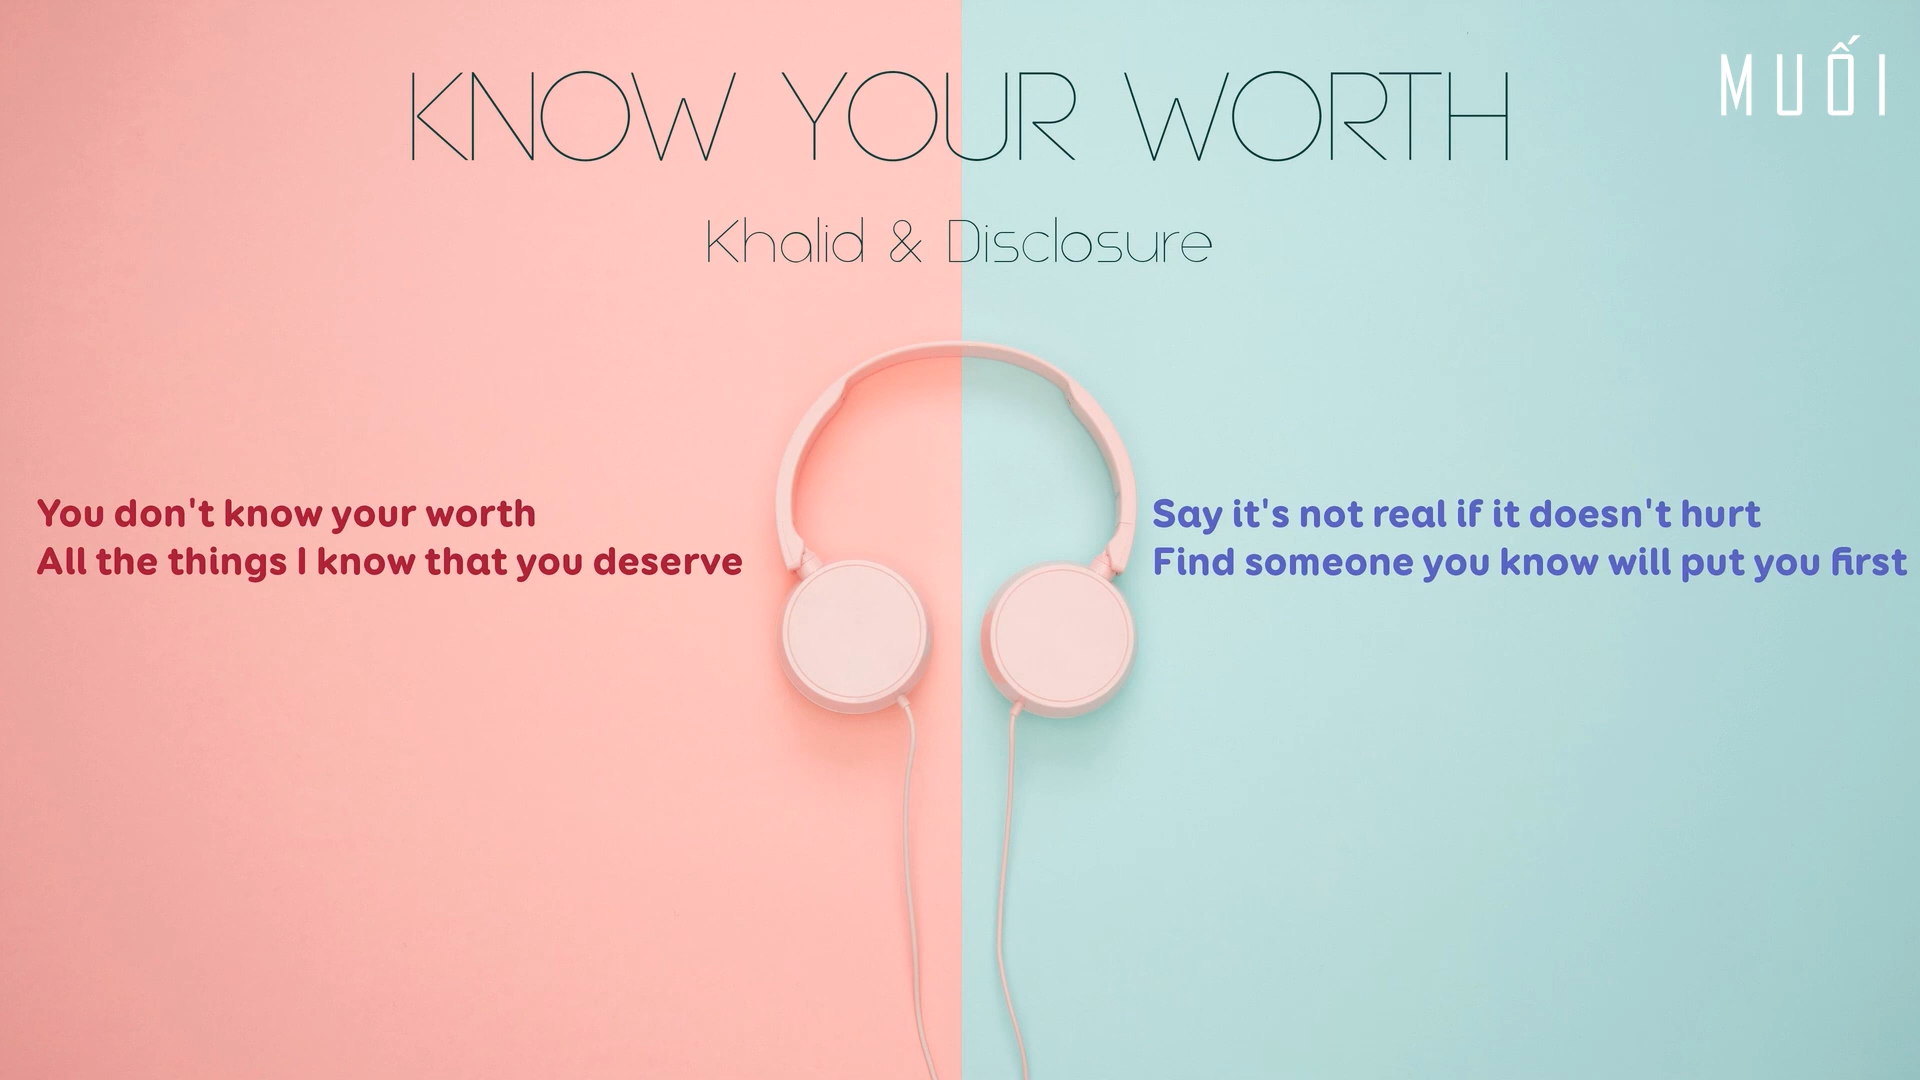 KNOW YOUR WORTH
MUỐI
Khalid & Disclosure
You don't know your worth
All the things I know that you deserve
Say it's not real if it doesn't hurt
Find someone you know will put you first